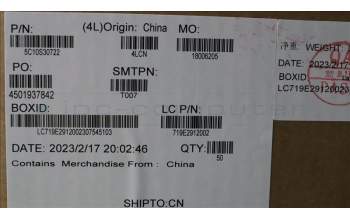 P/N: (4L)Origin: China MO:
5C10S30722 4LCN 18006205
净重 WEIGHT
PO: SMTPN: DATE: 2023/2/17
4501937842 T007
BOXID:
BOXID: LC P/N: LC719E29120023
LC719E2912002307545103 719E2912002
DATE: 2023/2/17 20:02:46 QTY:
50
Contains Merchandise From : China
SHIPTO:CN